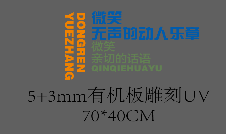 DONGREN
YUEZHANG
微笑
无声的动人乐章
微笑
亲切的话语
QINQIEHUAYU
5+3mm有机板雕刻UV
70*40CM